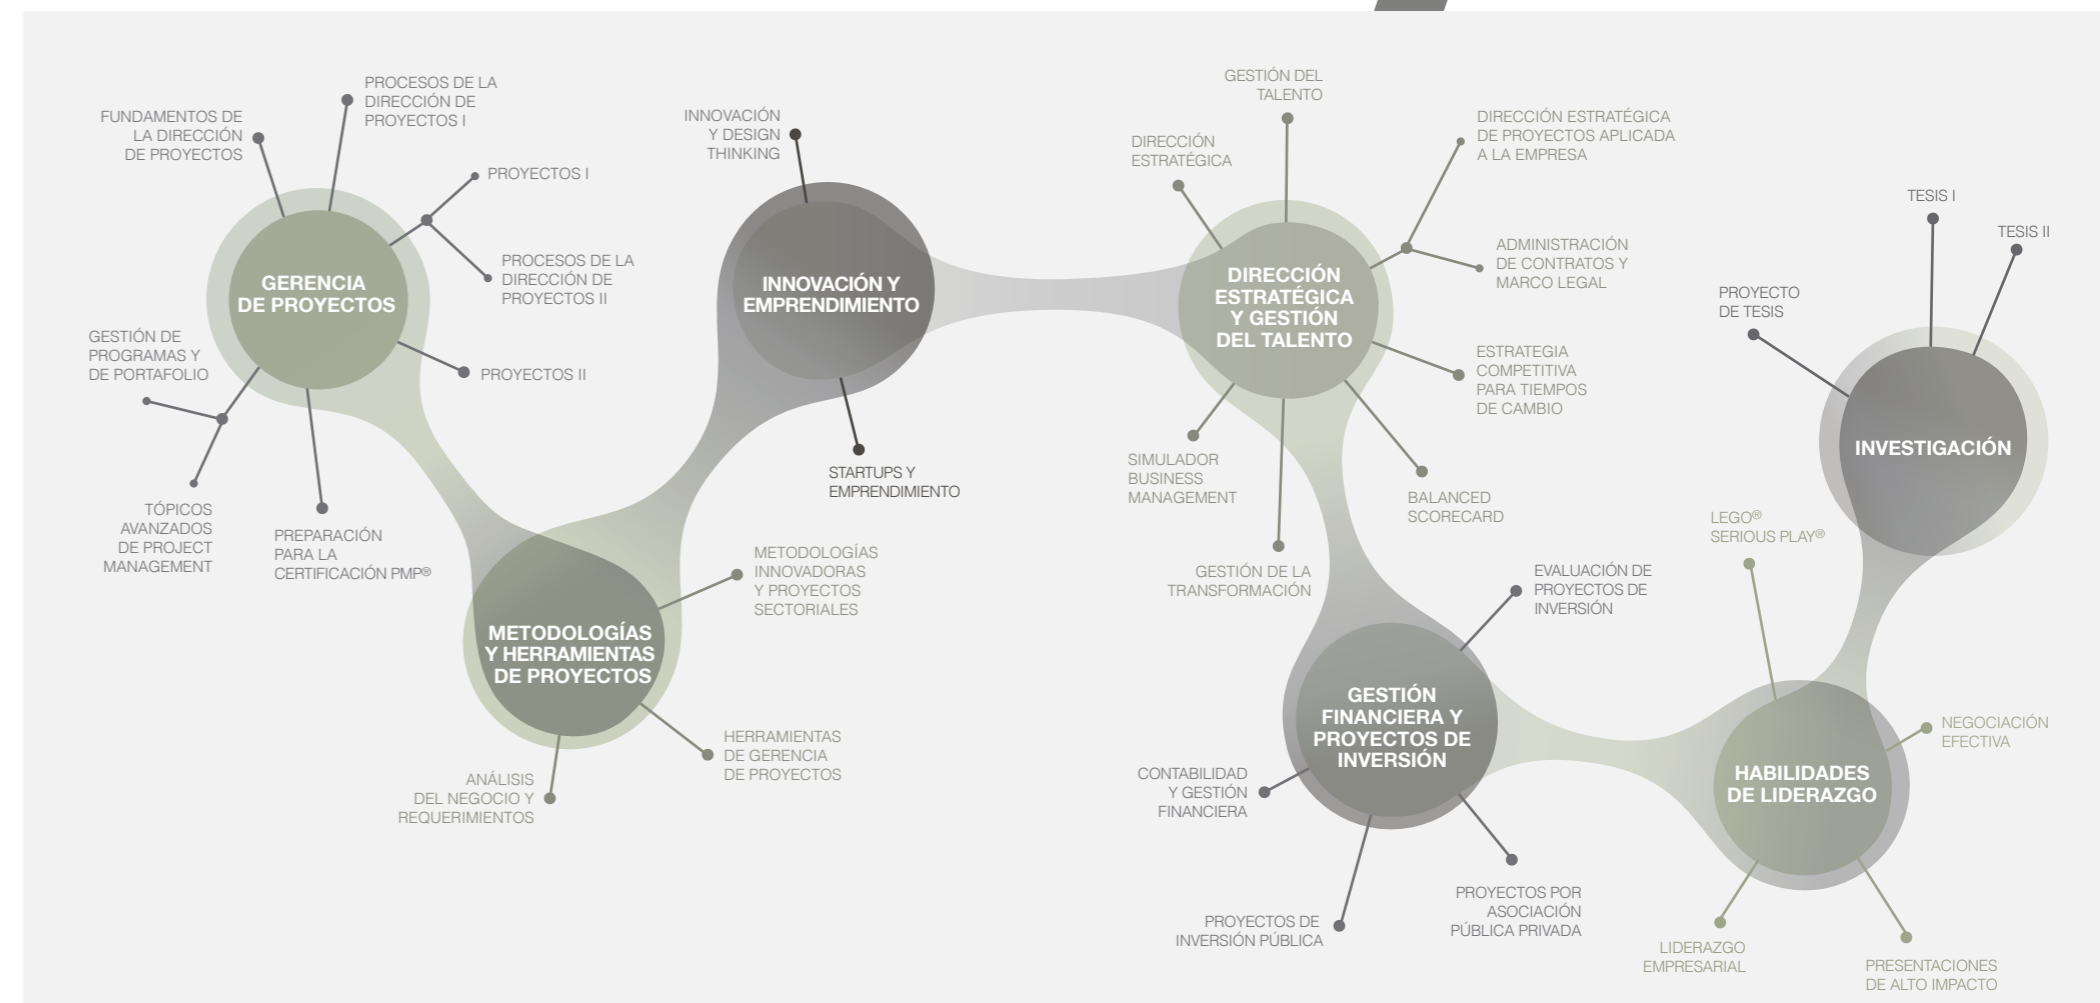 FUNDAMENTOS DE
LA DIRECCIÓN
DE PROYECTOS
PROCESOS DE LA
DIRECCIÓN DE
PROYECTOS I
PROYECTOS I
PROCESOS DE LA
DIRECCIÓN DE
PROYECTOS II
PROYECTOS II
GERENCIA
DE PROYECTOS
GESTIÓN DE
PROGRAMAS Y
DE PORTAFOLIO
TÓPICOS
AVANZADOS
DE PROJECT
MANAGEMENT
PREPARACIÓN
PARA LA
CERTIFICACIÓN PMP®
METODOLOGÍAS
Y HERRAMIENTAS
DE PROYECTOS
METODOLOGÍAS
INNOVADORAS
Y PROYECTOS
SECTORIALES
HERRAMIENTAS
DE GERENCIA
DE PROYECTOS
ANÁLISIS
DEL NEGOCIO Y
REQUERIMIENTOS
INNOVACIÓN
Y DESIGN
THINKING
INNOVACIÓN Y
EMPRENDIMIENTO
STARTUPS Y
EMPRENDIMIENTO
DIRECCIÓN
ESTRATÉGICA
GESTIÓN DEL
TALENTO
DIRECCIÓN ESTRATÉGICA
DE PROYECTOS APLICADA
A LA EMPRESA
ADMINISTRACIÓN
DE CONTRATOS Y
MARCO LEGAL
DIRECCIÓN
ESTRATÉGICA
Y GESTIÓN
DEL TALENTO
ESTRATEGIA
COMPETITIVA
PARA TIEMPOS
DE CAMBIO
SIMULADOR
BUSINESS
MANAGEMENT
BALANCED
SCORECARD
GESTIÓN DE LA
TRANSFORMACIÓN
EVALUACIÓN DE
PROYECTOS DE
INVERSIÓN
GESTIÓN
FINANCIERA Y
PROYECTOS DE
INVERSIÓN
CONTABILIDAD
Y GESTIÓN
FINANCIERA
PROYECTOS DE
INVERSIÓN PÚBLICA
PROYECTOS POR
ASOCIACIÓN
PÚBLICA PRIVADA
LEGO®
SERIOUS PLAY®
NEGOCIACIÓN
EFECTIVA
HABILIDADES
DE LIDERAZGO
LIDERAZGO
EMPRESARIAL
PRESENTACIONES
DE ALTO IMPACTO
TESIS I
TESIS II
PROYECTO
DE TESIS
INVESTIGACIÓN